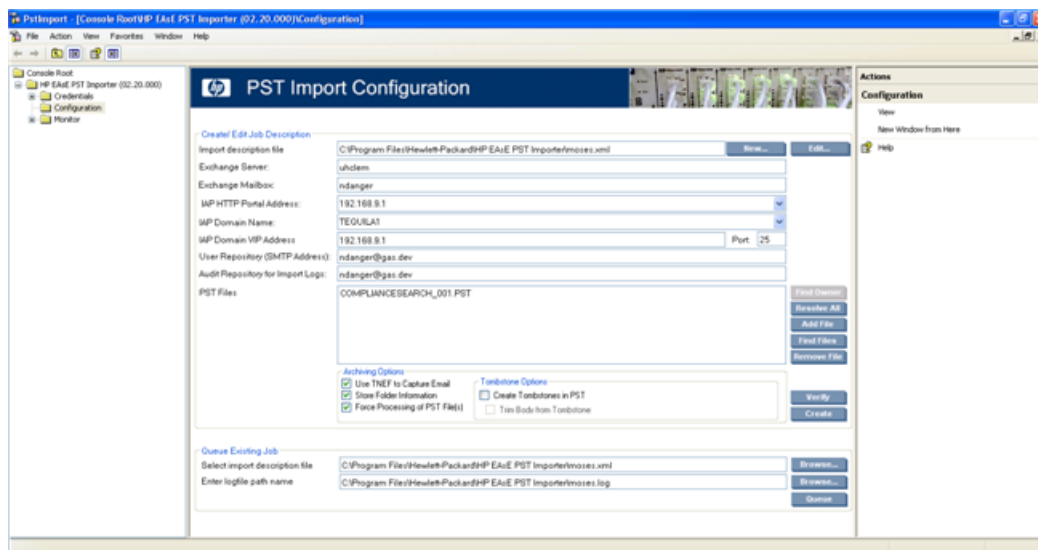 PstImport - [Console Root\HP EAsE PST Importer (02.20.000)\Configuration]
File Action View Favorites Window Help
Console Root
HP EAsE PST Importer (02.20.000)
Credentials
Configuration
Monitor
hp PST Import Configuration
Create/ Edit Job Description
Import description file C:\Program Files\Hewlett-Packard\HP EAsE PST Importer\moses.xml New... Edit...
Exchange Server: uhclem
Exchange Mailbox: ndanger
IAP HTTP Portal Address: 192.168.9.1
IAP Domain Name: TEQUILA1
IAP Domain VIP Address 192.168.9.1 Port 25
User Repository (SMTP Address): ndanger@gas.dev
Audit Repository for Import Logs: ndanger@gas.dev
PST Files COMPLIANCESEARCH_001.PST Find Owner
Resolve All
Add File
Find Files
Remove File
Archiving Options
Use TNEF to Capture Email
Store Folder Information
Force Processing of PST File(s)
Tombstone Options
Create Tombstones in PST
Trim Body from Tombstone
Verify
Create
Queue Existing Job
Select import description file C:\Program Files\Hewlett-Packard\HP EAsE PST Importer\moses.xml Browse...
Enter logfile path name C:\Program Files\Hewlett-Packard\HP EAsE PST Importer\moses.log Browse...
Queue
Actions
Configuration
View
New Window from Here
Help